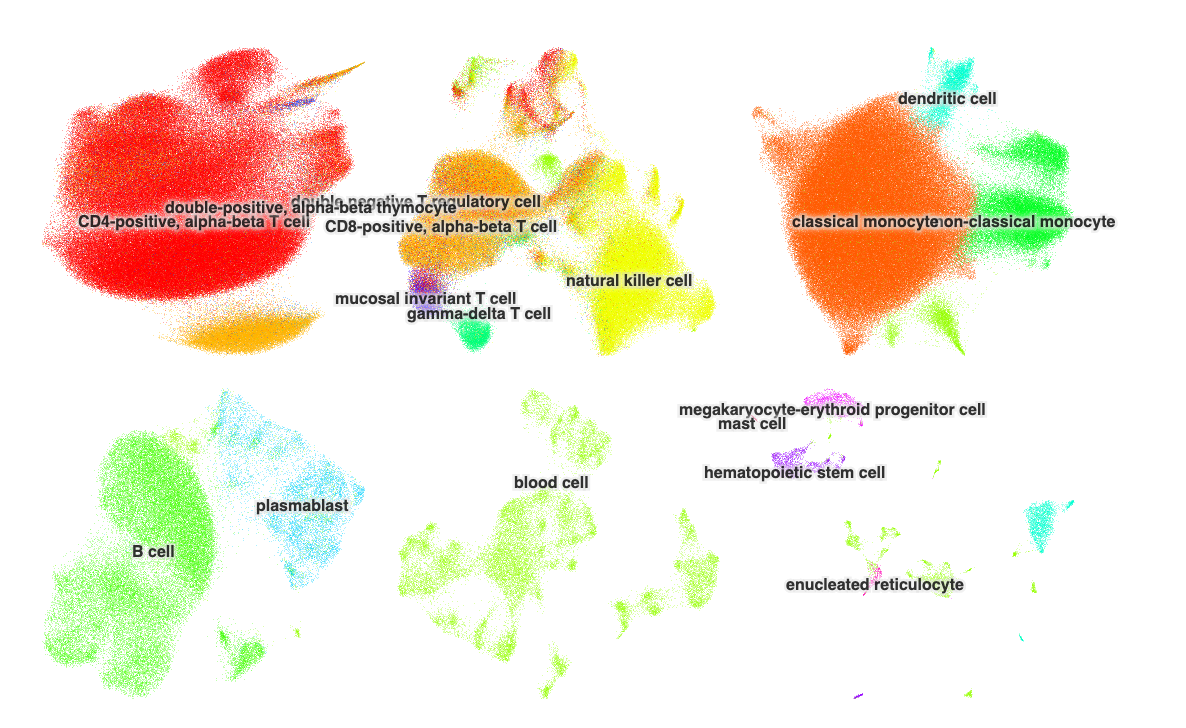 dendritic cell
double negative T regulatory cell
double-positive, alpha-beta thymocyte
CD4-positive, alpha-beta T cell
CD8-positive, alpha-beta T cell
classical monocyte
on-classical monocyte
natural killer cell
mucosal invariant T cell
gamma-delta T cell
megakaryocyte-erythroid progenitor cell
mast cell
hematopoietic stem cell
blood cell
plasmablast
B cell
enucleated reticulocyte